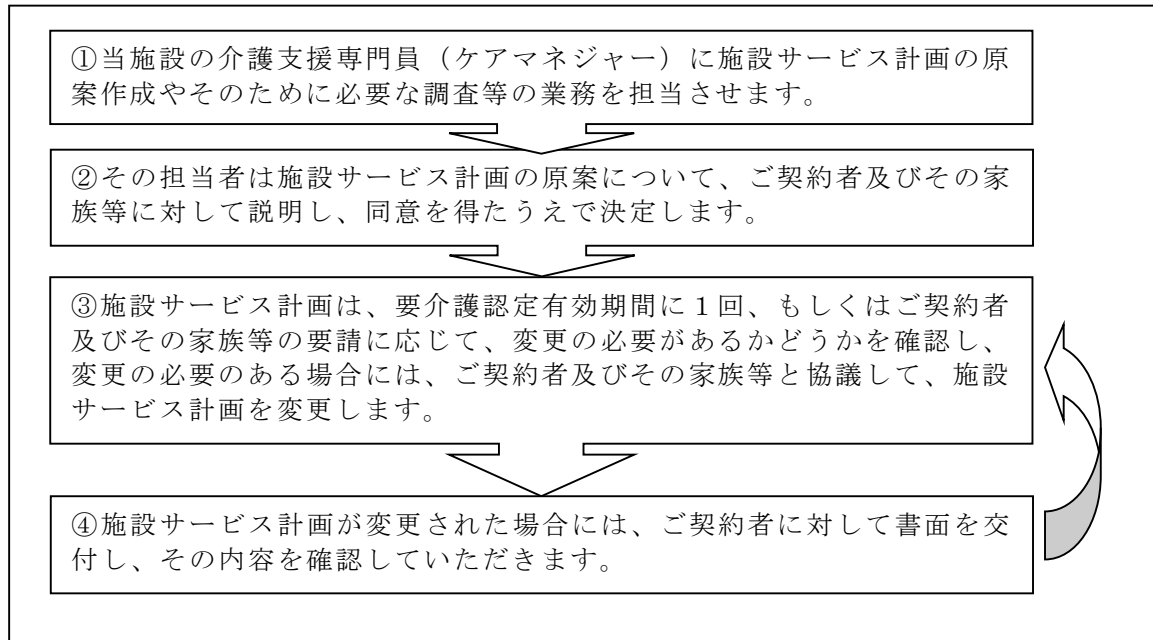 ①当施設の介護支援専門員（ケアマネジャー）に施設サービス計画の原
案作成やそのために必要な調査等の業務を担当させます。
②その担当者は施設サービス計画の原案について、ご契約者及びその家
族等に対して説明し、同意を得たうえで決定します。
③施設サービス計画は、要介護認定有効期間に１回、もしくはご契約者
及びその家族等の要請に応じて、変更の必要があるかどうかを確認し、
変更の必要のある場合には、ご契約者及びその家族等と協議して、施設
サービス計画を変更します。
④施設サービス計画が変更された場合には、ご契約者に対して書面を交
付し、その内容を確認していただきます。